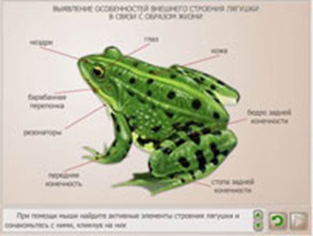 ВЫЯВЛЕНИЕ ОСОБЕННОСТЕЙ ВНЕШНЕГО СТРОЕНИЯ ЛЯГУШКИ
В СВЯЗИ С ОБРАЗОМ ЖИЗНИ
глаз
ноздри
кожа
барабанная
перепонка
резонаторы
бедро задней
конечности
передняя
конечность
стопа задней
конечности
При помощи мыши найдите активные элементы строения лягушки и
ознакомьтесь с ними, кликнув на них